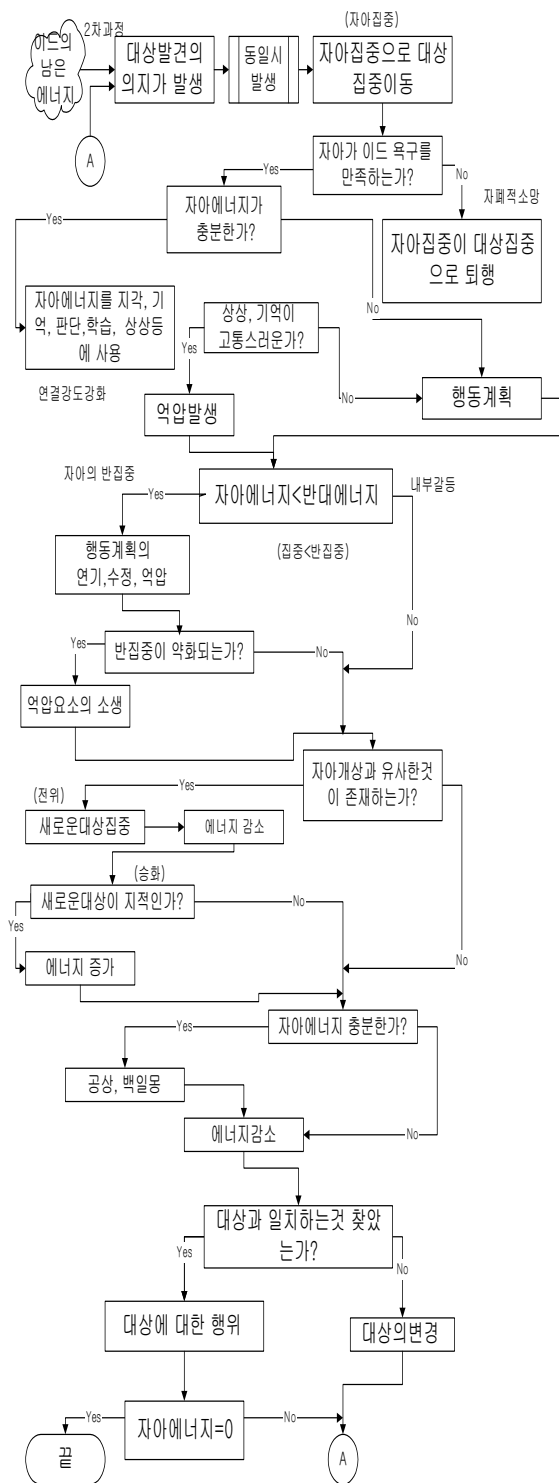 (자아집중)
2차과정
이드의
남은
에너지
대상발견의
의지가 발생
동일시
발생
자아집중으로 대상
집중이동
A
자아가 이드 욕구를
만족하는가?
Yes
No
자폐적소망
자아에너지가
충분한가?
자아집중이 대상집중
으로 퇴행
Yes
No
자아에너지를 지각, 기
억, 판단,학습, 상상등
에 사용
상상, 기억이
고통스러운가?
Yes
No
연결강도강화
행동계획
억압발생
자아의 반집중
Yes
자아에너지<반대에너지
내부갈등
(집중<반집중)
행동계획의
연기,수정, 억압
No
반집중이 약화되는가?
Yes
No
억압요소의 소생
자아개상과 유사한것
이 존재하는가?
Yes
(전위)
새로운대상집중
에너지 감소
(승화)
새로운대상이 지적인가?
No
Yes
에너지 증가
No
자아에너지 충분한가?
Yes
공상, 백일몽
에너지감소
No
대상과 일치하는것 찾았
는가?
Yes
No
대상에 대한 행위
대상의변경
자아에너지=0
Yes
No
끝
A